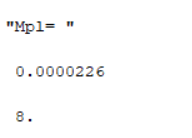 "Mpl= "
0.0000226
8.